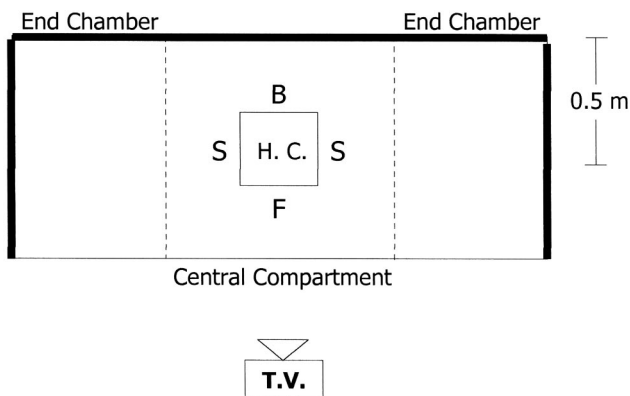 End Chamber End Chamber
B
0.5 m
S H. C. S
F
Central Compartment
T.V.